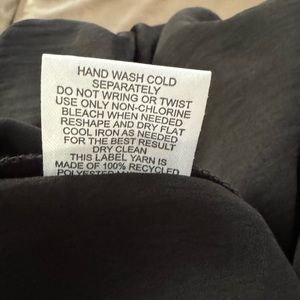 HAND WASH COLD
SEPARATELY
DO NOT WRING OR TWIST
USE ONLY NON-CHLORINE
BLEACH WHEN NEEDED
RESHAPE AND DRY FLAT
COOL IRON AS NEEDED
FOR THE BEST RESULT
DRY CLEAN
THIS LABEL YARN IS
MADE OF 100% RECYCLED
POLYESTER